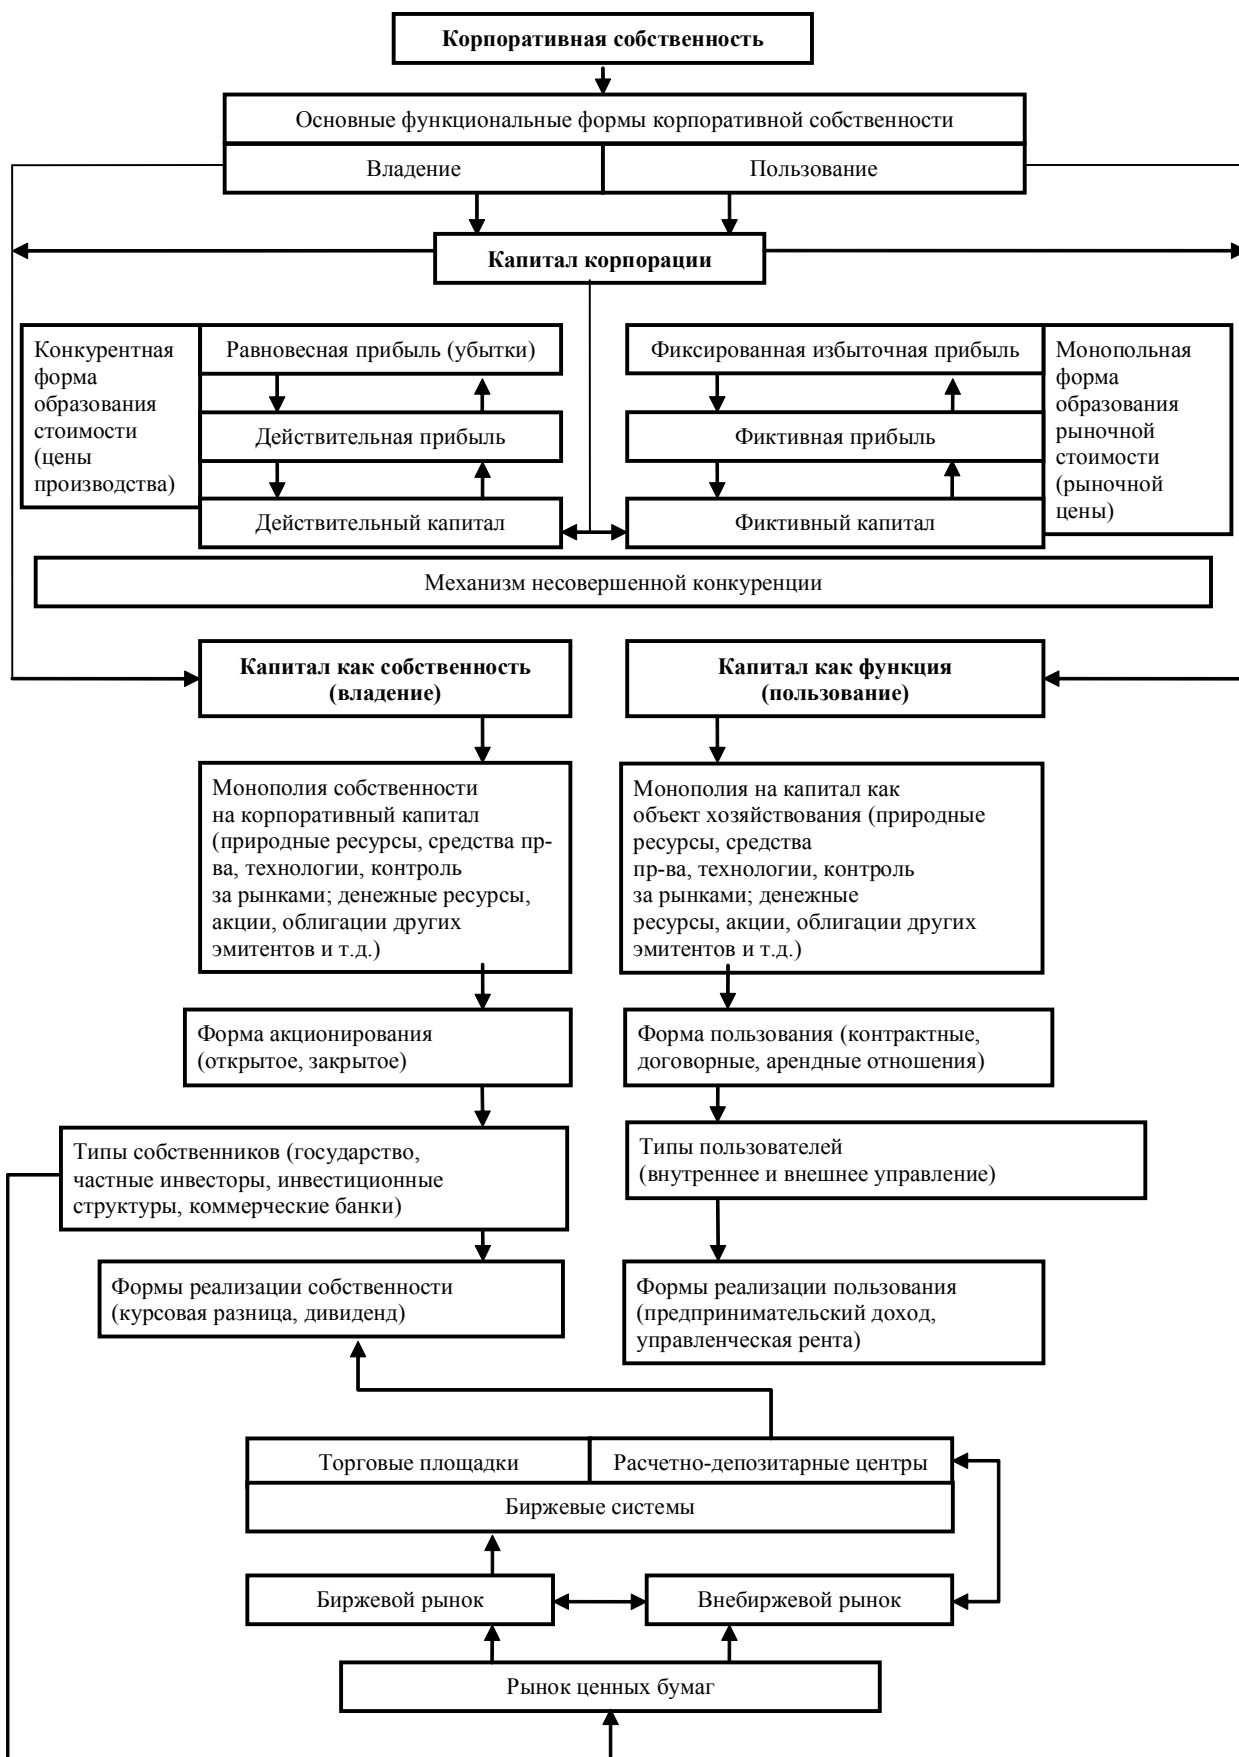 Корпоративная собственность
Основные функциональные формы корпоративной собственности
Владение
Пользование
Капитал корпорации
Конкурентная
форма
образования
стоимости
(цены
производства)
Равновесная прибыль (убытки)
Действительная прибыль
Действительный капитал
Фиксированная избыточная прибыль
Фиктивная прибыль
Фиктивный капитал
Монопольная
форма
образования
рыночной
стоимости
(рыночной
цены)
Механизм несовершенной конкуренции
Капитал как собственность
(владение)
Капитал как функция
(пользование)
Монополия собственности
на корпоративный капитал
(природные ресурсы, средства пр-
ва, технологии, контроль
за рынками; денежные ресурсы,
акции, облигации других
эмитентов и т.д.)
Монополия на капитал как
объект хозяйствования (природные
ресурсы, средства
пр-ва, технологии, контроль
за рынками; денежные
ресурсы, акции, облигации других
эмитентов и т.д.)
Форма акционирования
(открытое, закрытое)
Форма пользования (контрактные,
договорные, арендные отношения)
Типы собственников (государство,
частные инвесторы, инвестиционные
структуры, коммерческие банки)
Типы пользователей
(внутреннее и внешнее управление)
Формы реализации собственности
(курсовая разница, дивиденд)
Формы реализации пользования
(предпринимательский доход,
управленческая рента)
Торговые площадки
Расчетно-депозитарные центры
Биржевые системы
Биржевой рынок
Внебиржевой рынок
Рынок ценных бумаг